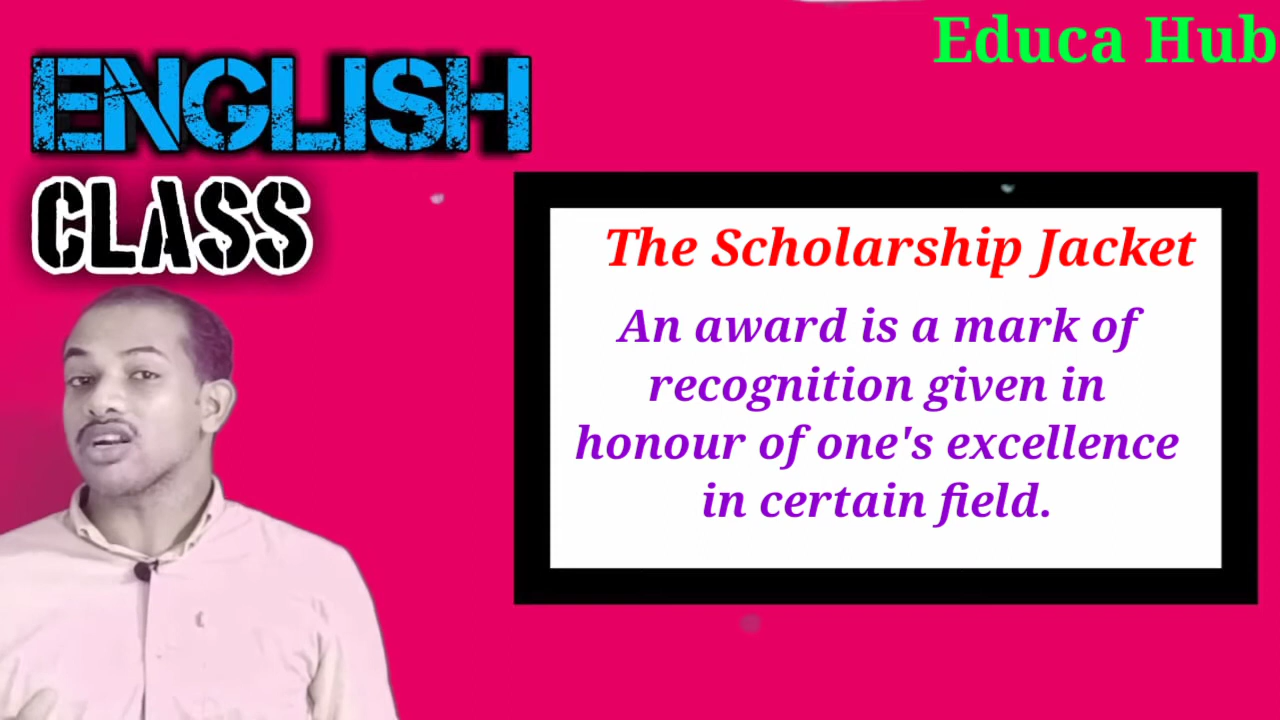 Educa Hub
ENGLISH
CLASS
The Scholarship Jacket
An award is a mark of
recognition given in
honour of one's excellence
in certain field.